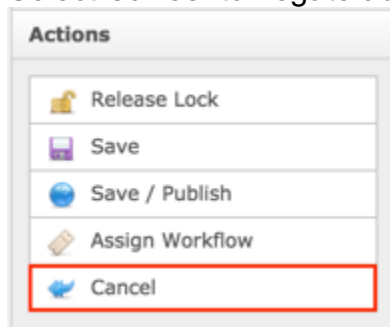 Actions
Release Lock
Save
Save / Publish
Assign Workflow
Cancel